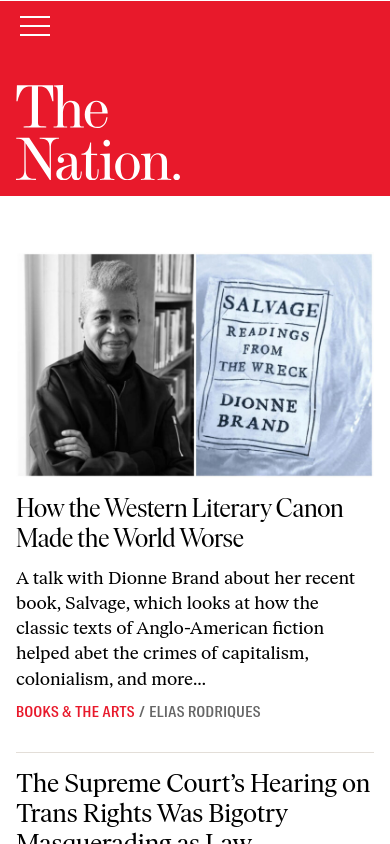 The
Nation.
SALVAGE
READINGS
FROM
THE WRECK
DIONNE
BRAND
How the Western Literary Canon
Made the World Worse
A talk with Dionne Brand about her recent
book, Salvage, which looks at how the
classic texts of Anglo-American fiction
helped abet the crimes of capitalism,
colonialism, and more...
BOOKS & THE ARTS / ELIAS RODRIQUES
The Supreme Court’s Hearing on
Trans Rights Was Bigotry
Masquerading as Law